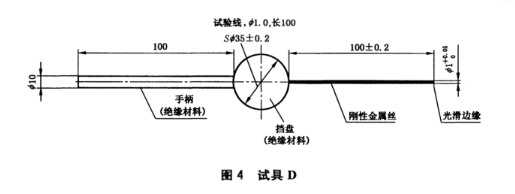 试验线，φ1.0，长100
Sφ35±0.2
100
100±0.2
φ10
φ1 +0.05 0
手柄
(绝缘材料)
挡盘
(绝缘材料)
刚性金属丝
光滑边缘
图4 试具D